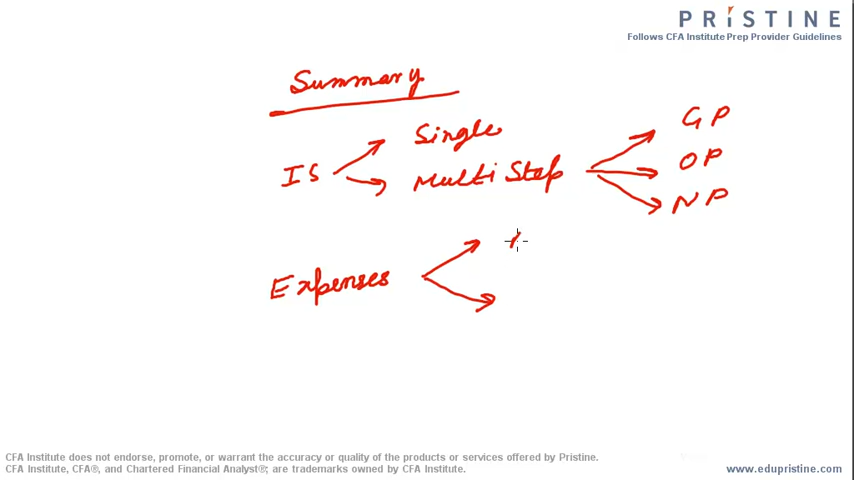 PRISTINE
Follows CFA Institute Prep Provider Guidelines
Summary
IS
Single
Multi Step
GP
OP
NP
Expenses
CFA Institute does not endorse, promote, or warrant the accuracy or quality of the products or services offered by Pristine.
CFA Institute, CFA®, and Chartered Financial Analyst®; are trademarks owned by CFA Institute.
www.edupristine.com